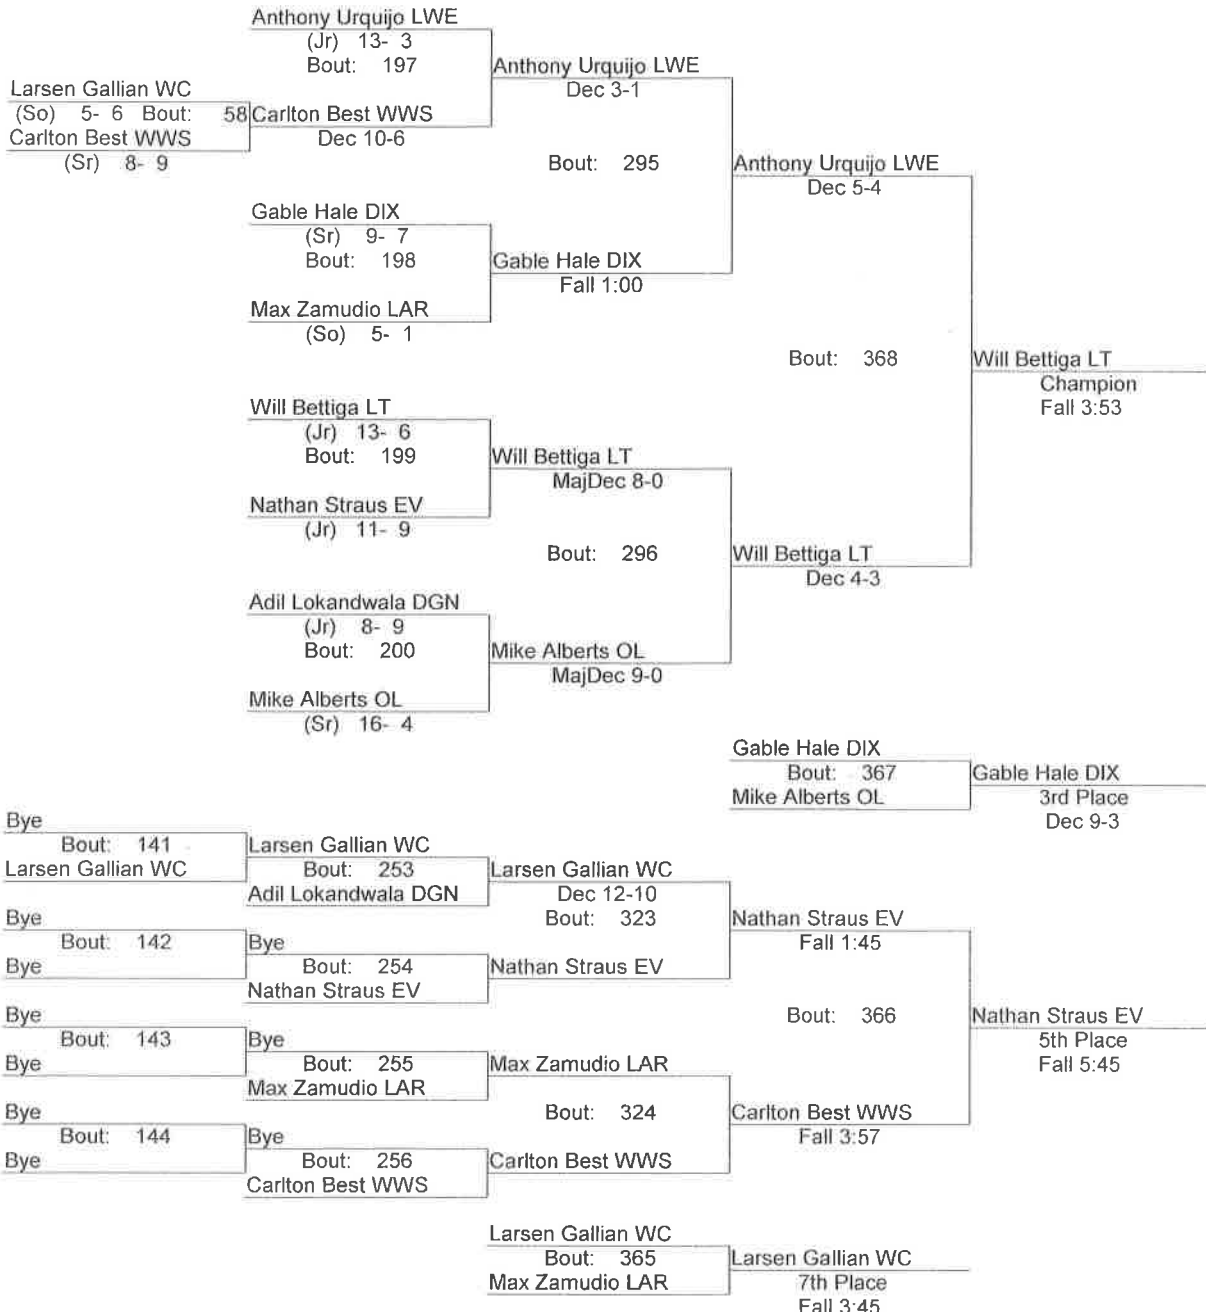 Anthony Urquijo LWE
(Jr) 13- 3
Bout: 197
Anthony Urquijo LWE
Dec 3-1
Larsen Gallian WC
(So) 5- 6 Bout: 58
Carlton Best WWS
Dec 10-6
Carlton Best WWS
(Sr) 8- 9
Bout: 295
Anthony Urquijo LWE
Dec 5-4
Gable Hale DIX
(Sr) 9- 7
Bout: 198
Gable Hale DIX
Fall 1:00
Max Zamudio LAR
(So) 5- 1
Bout: 368
Will Bettiga LT
Champion
Fall 3:53
Will Bettiga LT
(Jr) 13- 6
Bout: 199
Will Bettiga LT
MajDec 8-0
Nathan Straus EV
(Jr) 11- 9
Bout: 296
Will Bettiga LT
Dec 4-3
Adil Lokandwala DGN
(Jr) 8- 9
Bout: 200
Mike Alberts OL
MajDec 9-0
Mike Alberts OL
(Sr) 16- 4
Gable Hale DIX
Bout: 367
Gable Hale DIX
Mike Alberts OL
3rd Place
Dec 9-3
Bye
Bout: 141
Larsen Gallian WC
Larsen Gallian WC
Bout: 253
Larsen Gallian WC
Adil Lokandwala DGN
Dec 12-10
Bye
Bout: 323
Nathan Straus EV
Bout: 142
Bye
Fall 1:45
Bye
Bout: 254
Nathan Straus EV
Nathan Straus EV
Bye
Bout: 366
Nathan Straus EV
Bout: 143
Bye
5th Place
Bye
Bout: 255
Max Zamudio LAR
Fall 5:45
Max Zamudio LAR
Bye
Bout: 324
Carlton Best WWS
Bout: 144
Bye
Fall 3:57
Bye
Bout: 256
Carlton Best WWS
Carlton Best WWS
Larsen Gallian WC
Bout: 365
Larsen Gallian WC
Max Zamudio LAR
7th Place
Fall 3:45